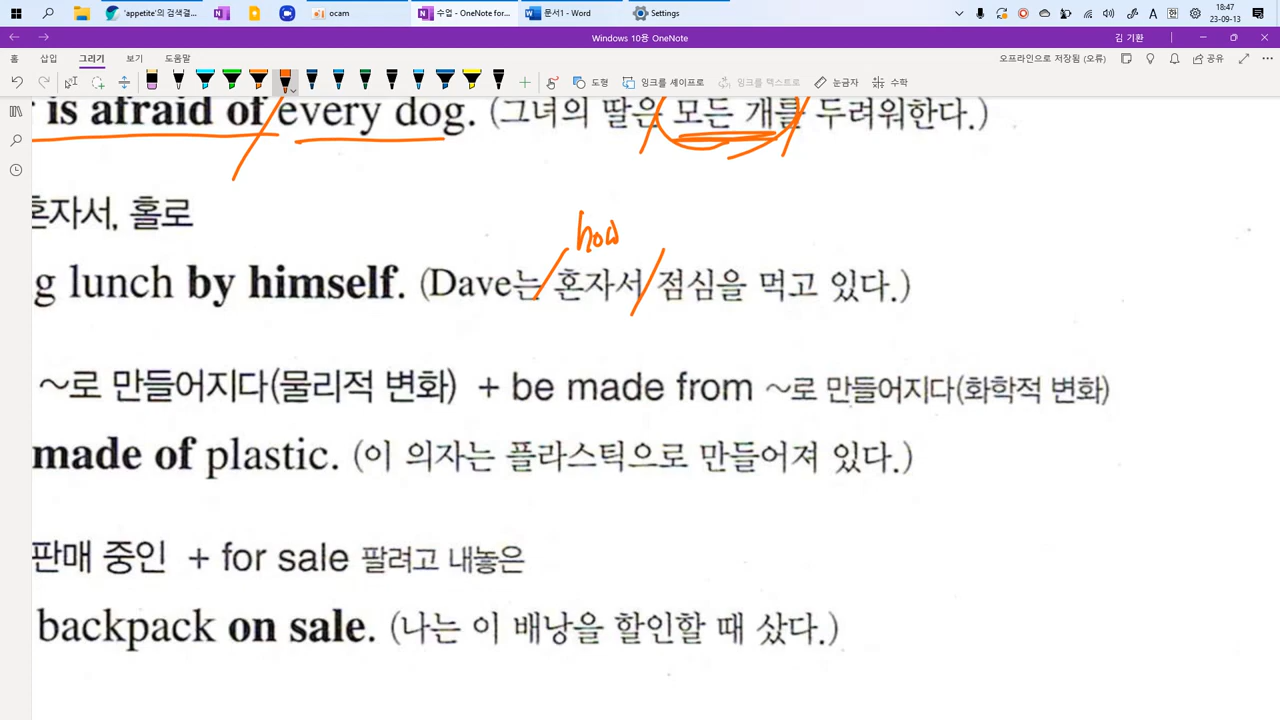 'appetite'의 검색결...
ocam
수업 - OneNote for...
문서1 - Word
Settings
A
한
18:47
23-09-13
Windows 10용 OneNote
김 기환
홈
삽입
그리기
보기
도움말
도형
잉크를 셰이프로
잉크를 텍스트로
눈금자
수학
오프라인으로 저장됨 (오류)
공유
is afraid of every dog. (그녀의 딸은 모든 개를 두려워한다.)
혼자서, 홀로
how
g lunch by himself. (Dave는 혼자서 점심을 먹고 있다.)
～로 만들어지다(물리적 변화) + be made from ～로 만들어지다(화학적 변화)
made of plastic. (이 의자는 플라스틱으로 만들어져 있다.)
판매 중인 + for sale 팔려고 내놓은
backpack on sale. (나는 이 배낭을 할인할 때 샀다.)